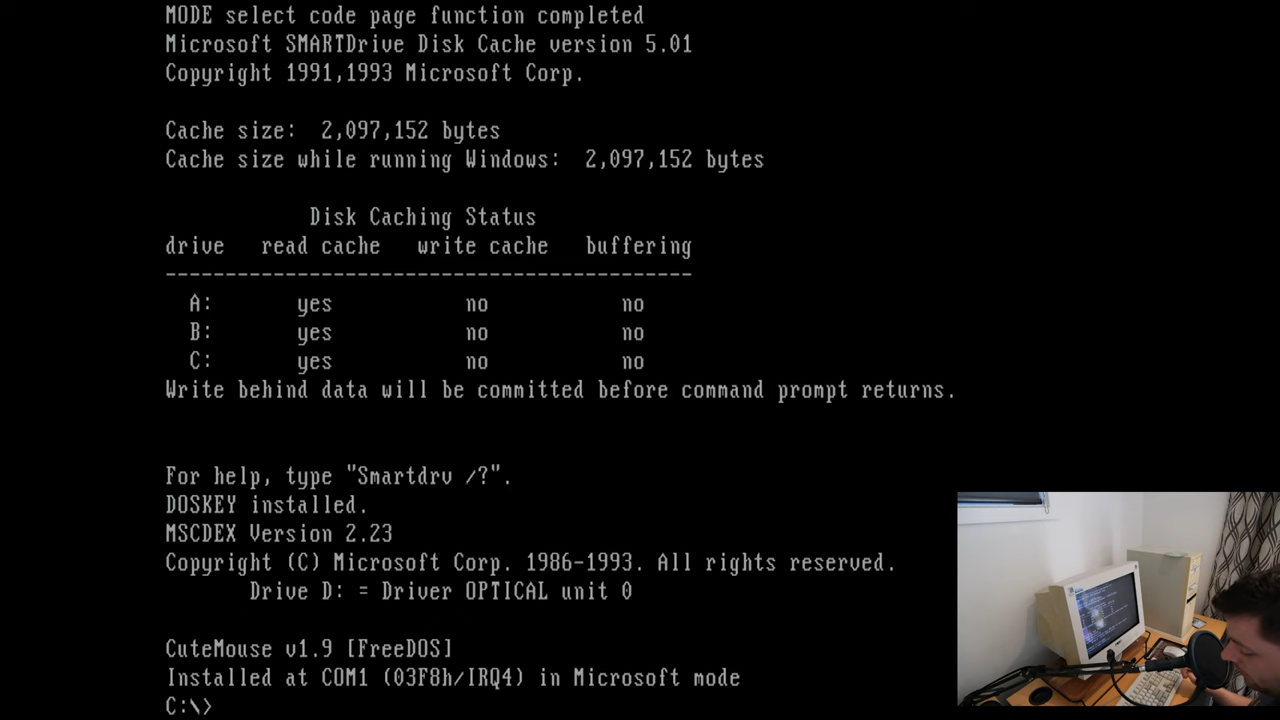 MODE select code page function completed
Microsoft SMARTDrive Disk Cache version 5.01
Copyright 1991,1993 Microsoft Corp.
Cache size: 2,097,152 bytes
Cache size while running Windows: 2,097,152 bytes
Disk Caching Status
drive read cache write cache buffering
--------------------------------------------
A: yes no no
B: yes no no
C: yes no no
Write behind data will be committed before command prompt returns.
For help, type "Smartdrv /?".
DOSKEY installed.
MSCDEX Version 2.23
Copyright (C) Microsoft Corp. 1986-1993. All rights reserved.
Drive D: = Driver OPTICAL unit 0
CuteMouse v1.9 [FreeDOS]
Installed at COM1 (03F8h/IRQ4) in Microsoft mode
C:\>